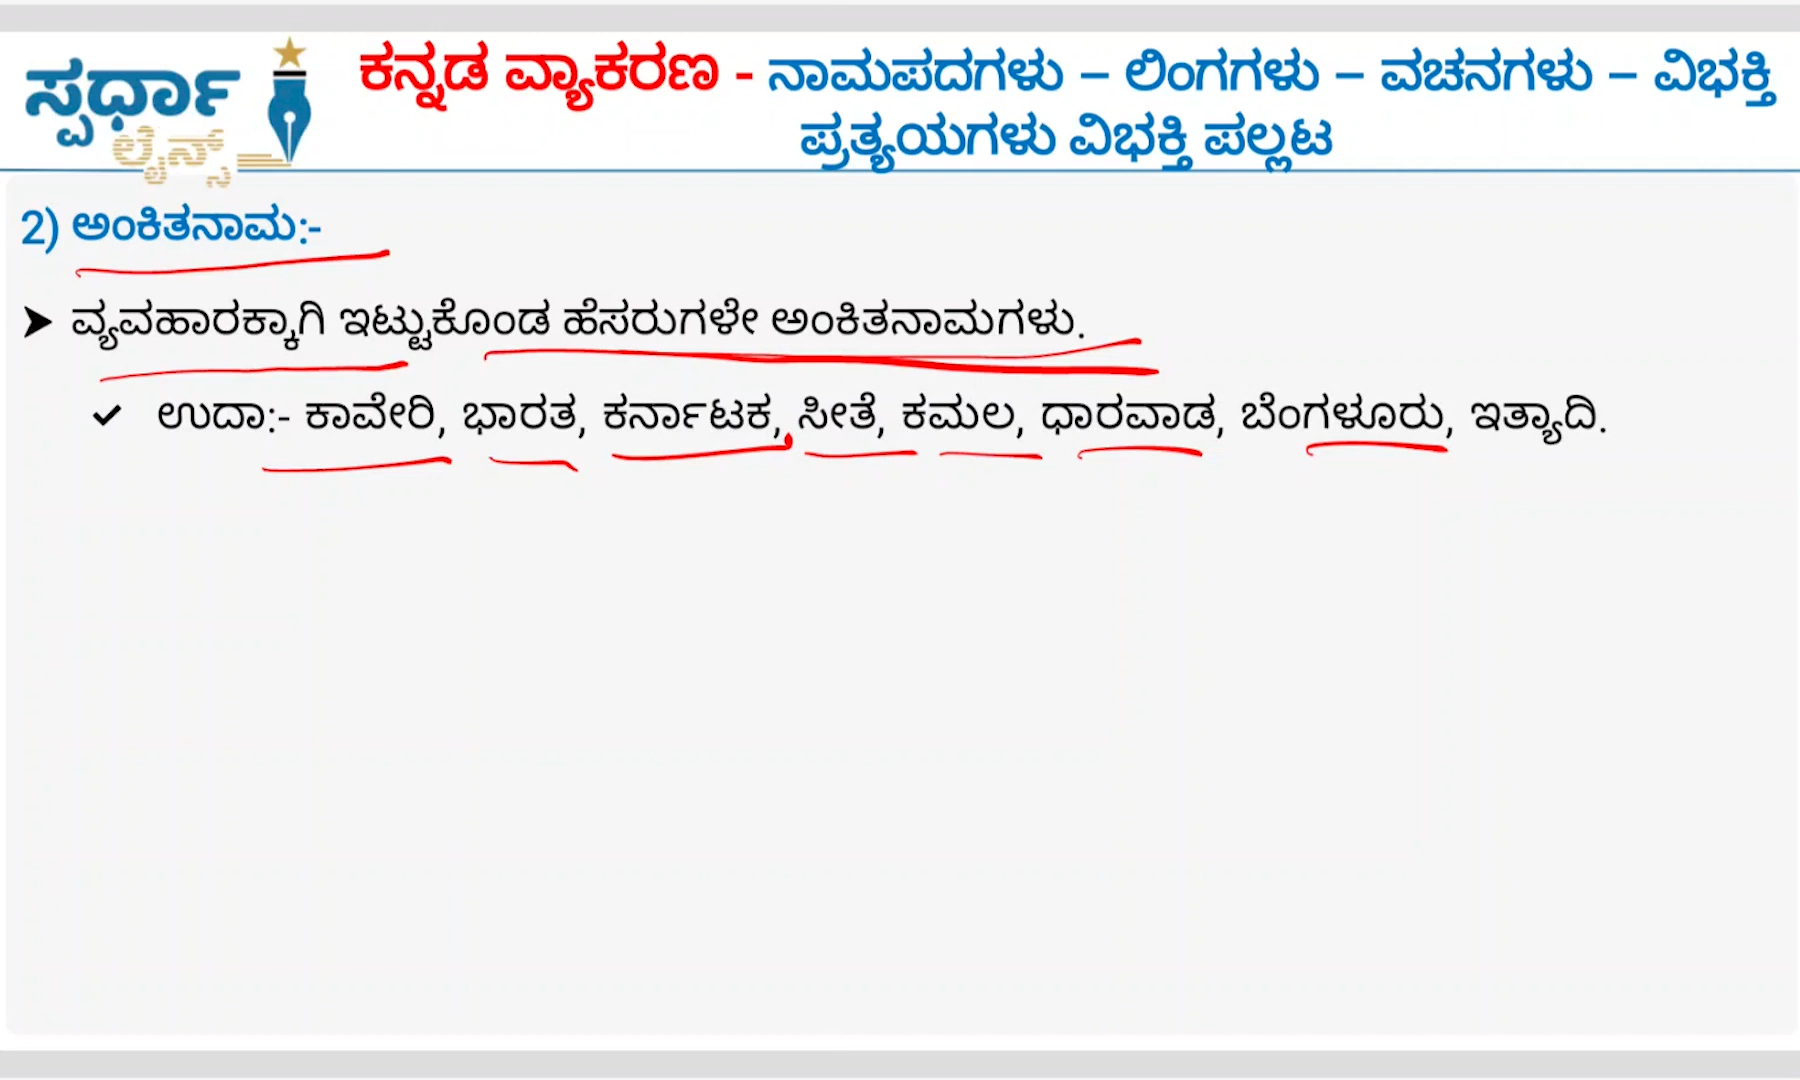 ಸ್ಪರ್ಧಾ
ಲೈನ್ಸ್
ಕನ್ನಡ ವ್ಯಾಕರಣ - ನಾಮಪದಗಳು – ಲಿಂಗಗಳು – ವಚನಗಳು – ವಿಭಕ್ತಿ
ಪ್ರತ್ಯಯಗಳು ವಿಭಕ್ತಿ ಪಲ್ಲಟ
2) ಅಂಕಿತನಾಮ:-
➤ ವ್ಯವಹಾರಕ್ಕಾಗಿ ಇಟ್ಟುಕೊಂಡ ಹೆಸರುಗಳೇ ಅಂಕಿತನಾಮಗಳು.
✓ ಉದಾ:- ಕಾವೇರಿ, ಭಾರತ, ಕರ್ನಾಟಕ, ಸೀತೆ, ಕಮಲ, ಧಾರವಾಡ, ಬೆಂಗಳೂರು, ಇತ್ಯಾದಿ.